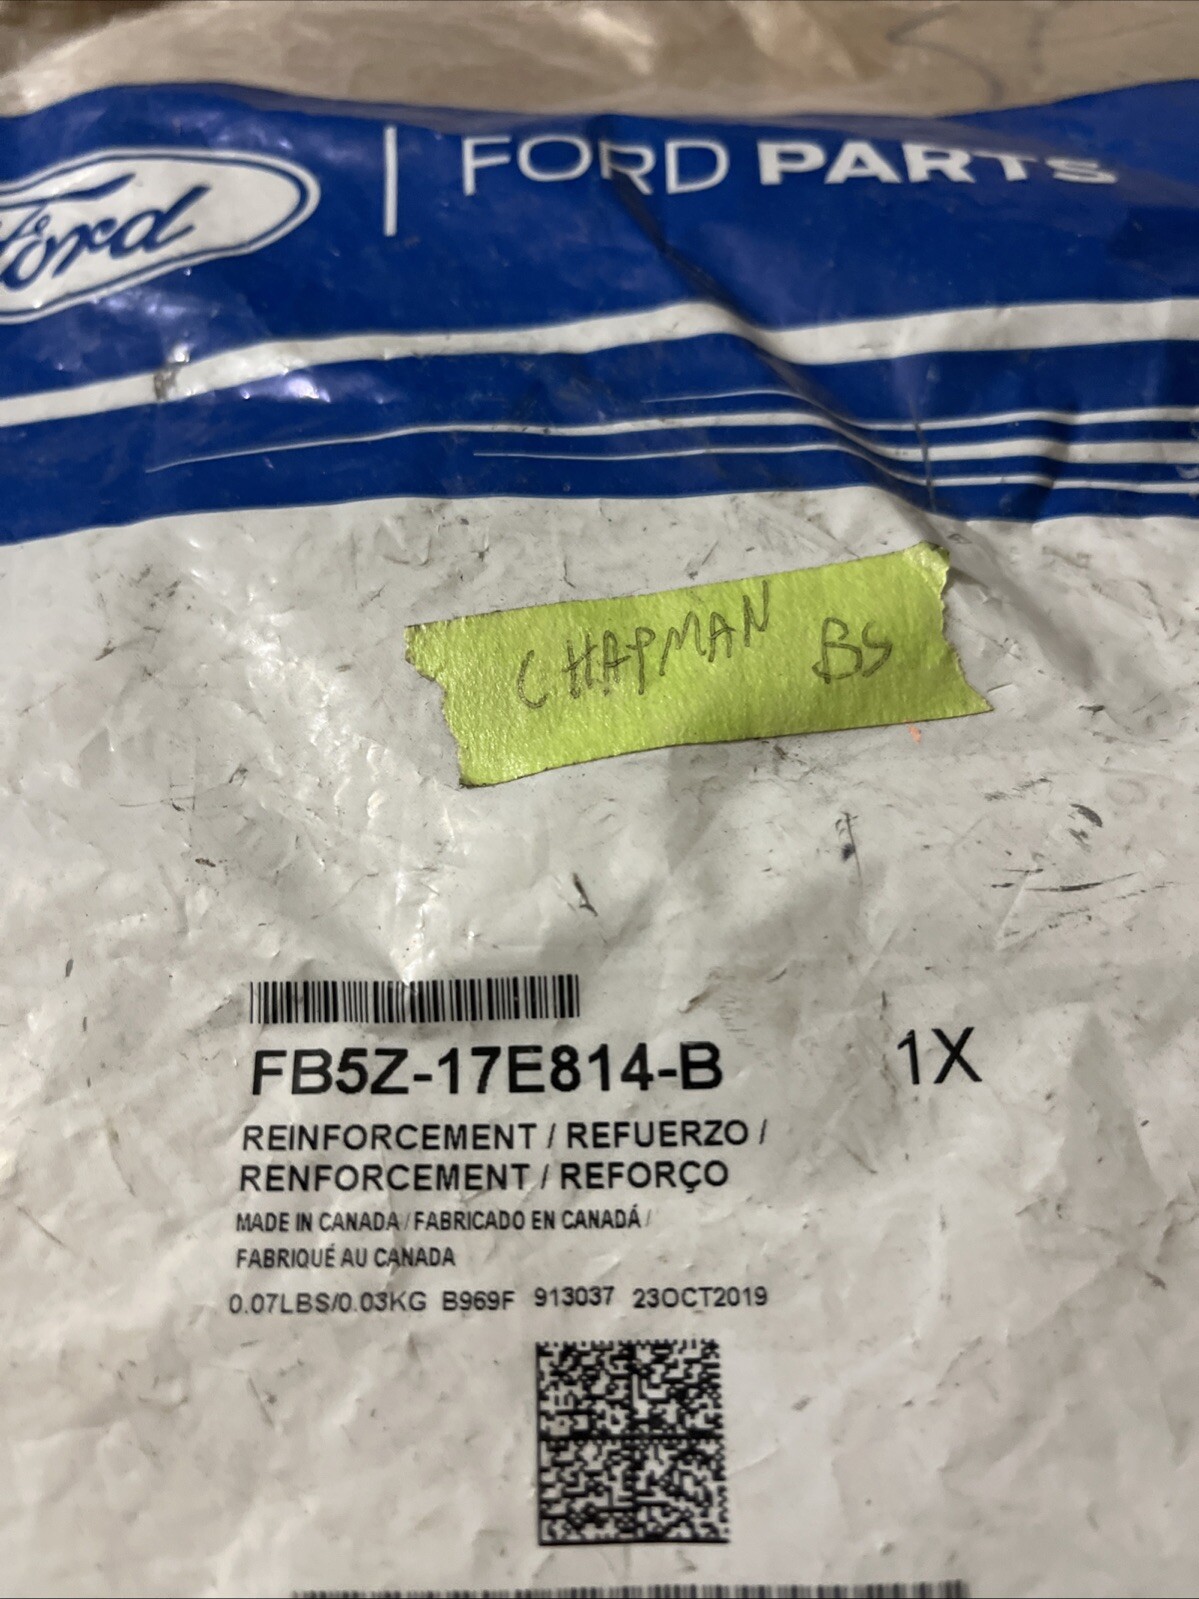 Ford | FORD PARTS
CHAPMAN BS
FB5Z-17E814-B 1X
REINFORCEMENT / REFUERZO /
RENFORCEMENT / REFORÇO
MADE IN CANADA / FABRICADO EN CANADÁ /
FABRIQUÉ AU CANADA
0.07LBS/0.03KG B969F 913037 23OCT2019